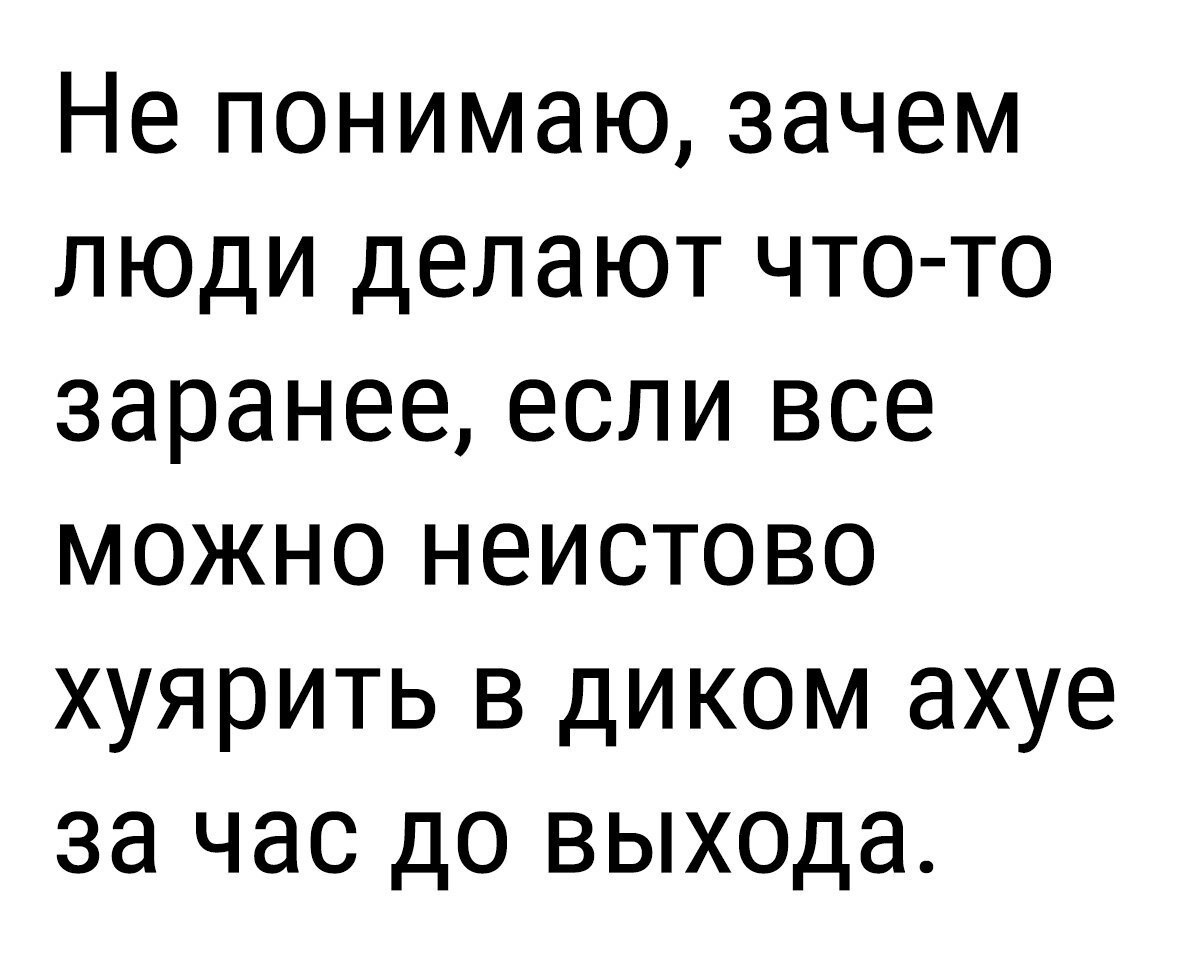 Не понимаю, зачем
люди делают что-то
заранее, если все
можно неистово
хуярить в диком ахуе
за час до выхода.